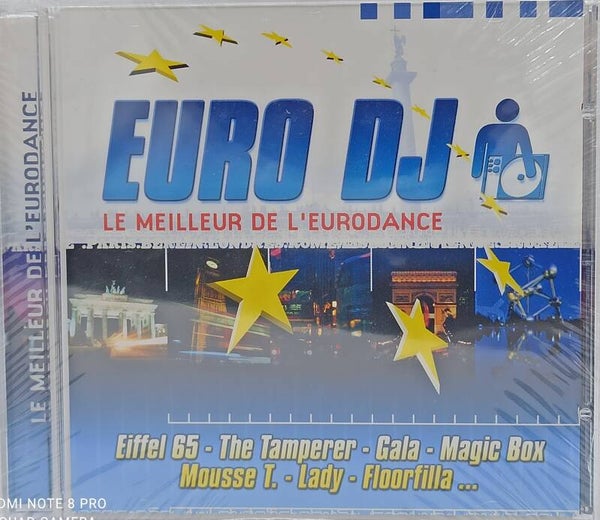 EURO DJ
LE MEILLEUR DE L'EURODANCE
LE MEILLEUR DE L'EURODANCE
Eiffel 65 - The Tamperer - Gala - Magic Box
Mousse T. - Lady - Floorfilla ...
OMI NOTE 8 PRO